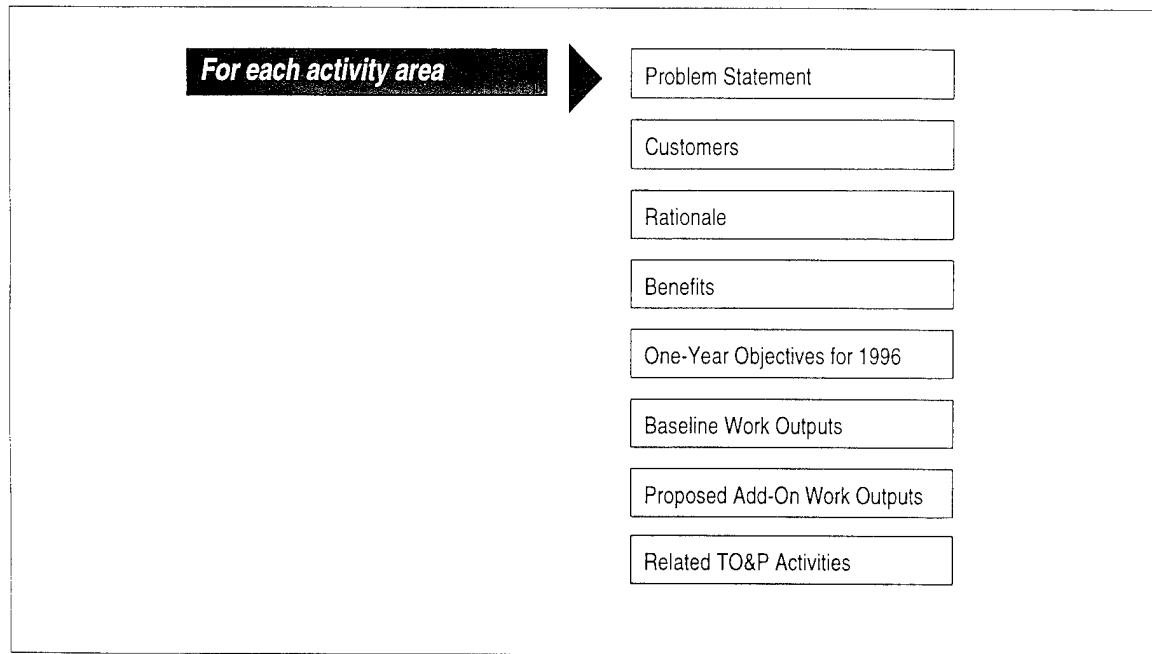 For each activity area
Problem Statement
Customers
Rationale
Benefits
One-Year Objectives for 1996
Baseline Work Outputs
Proposed Add-On Work Outputs
Related TO&P Activities